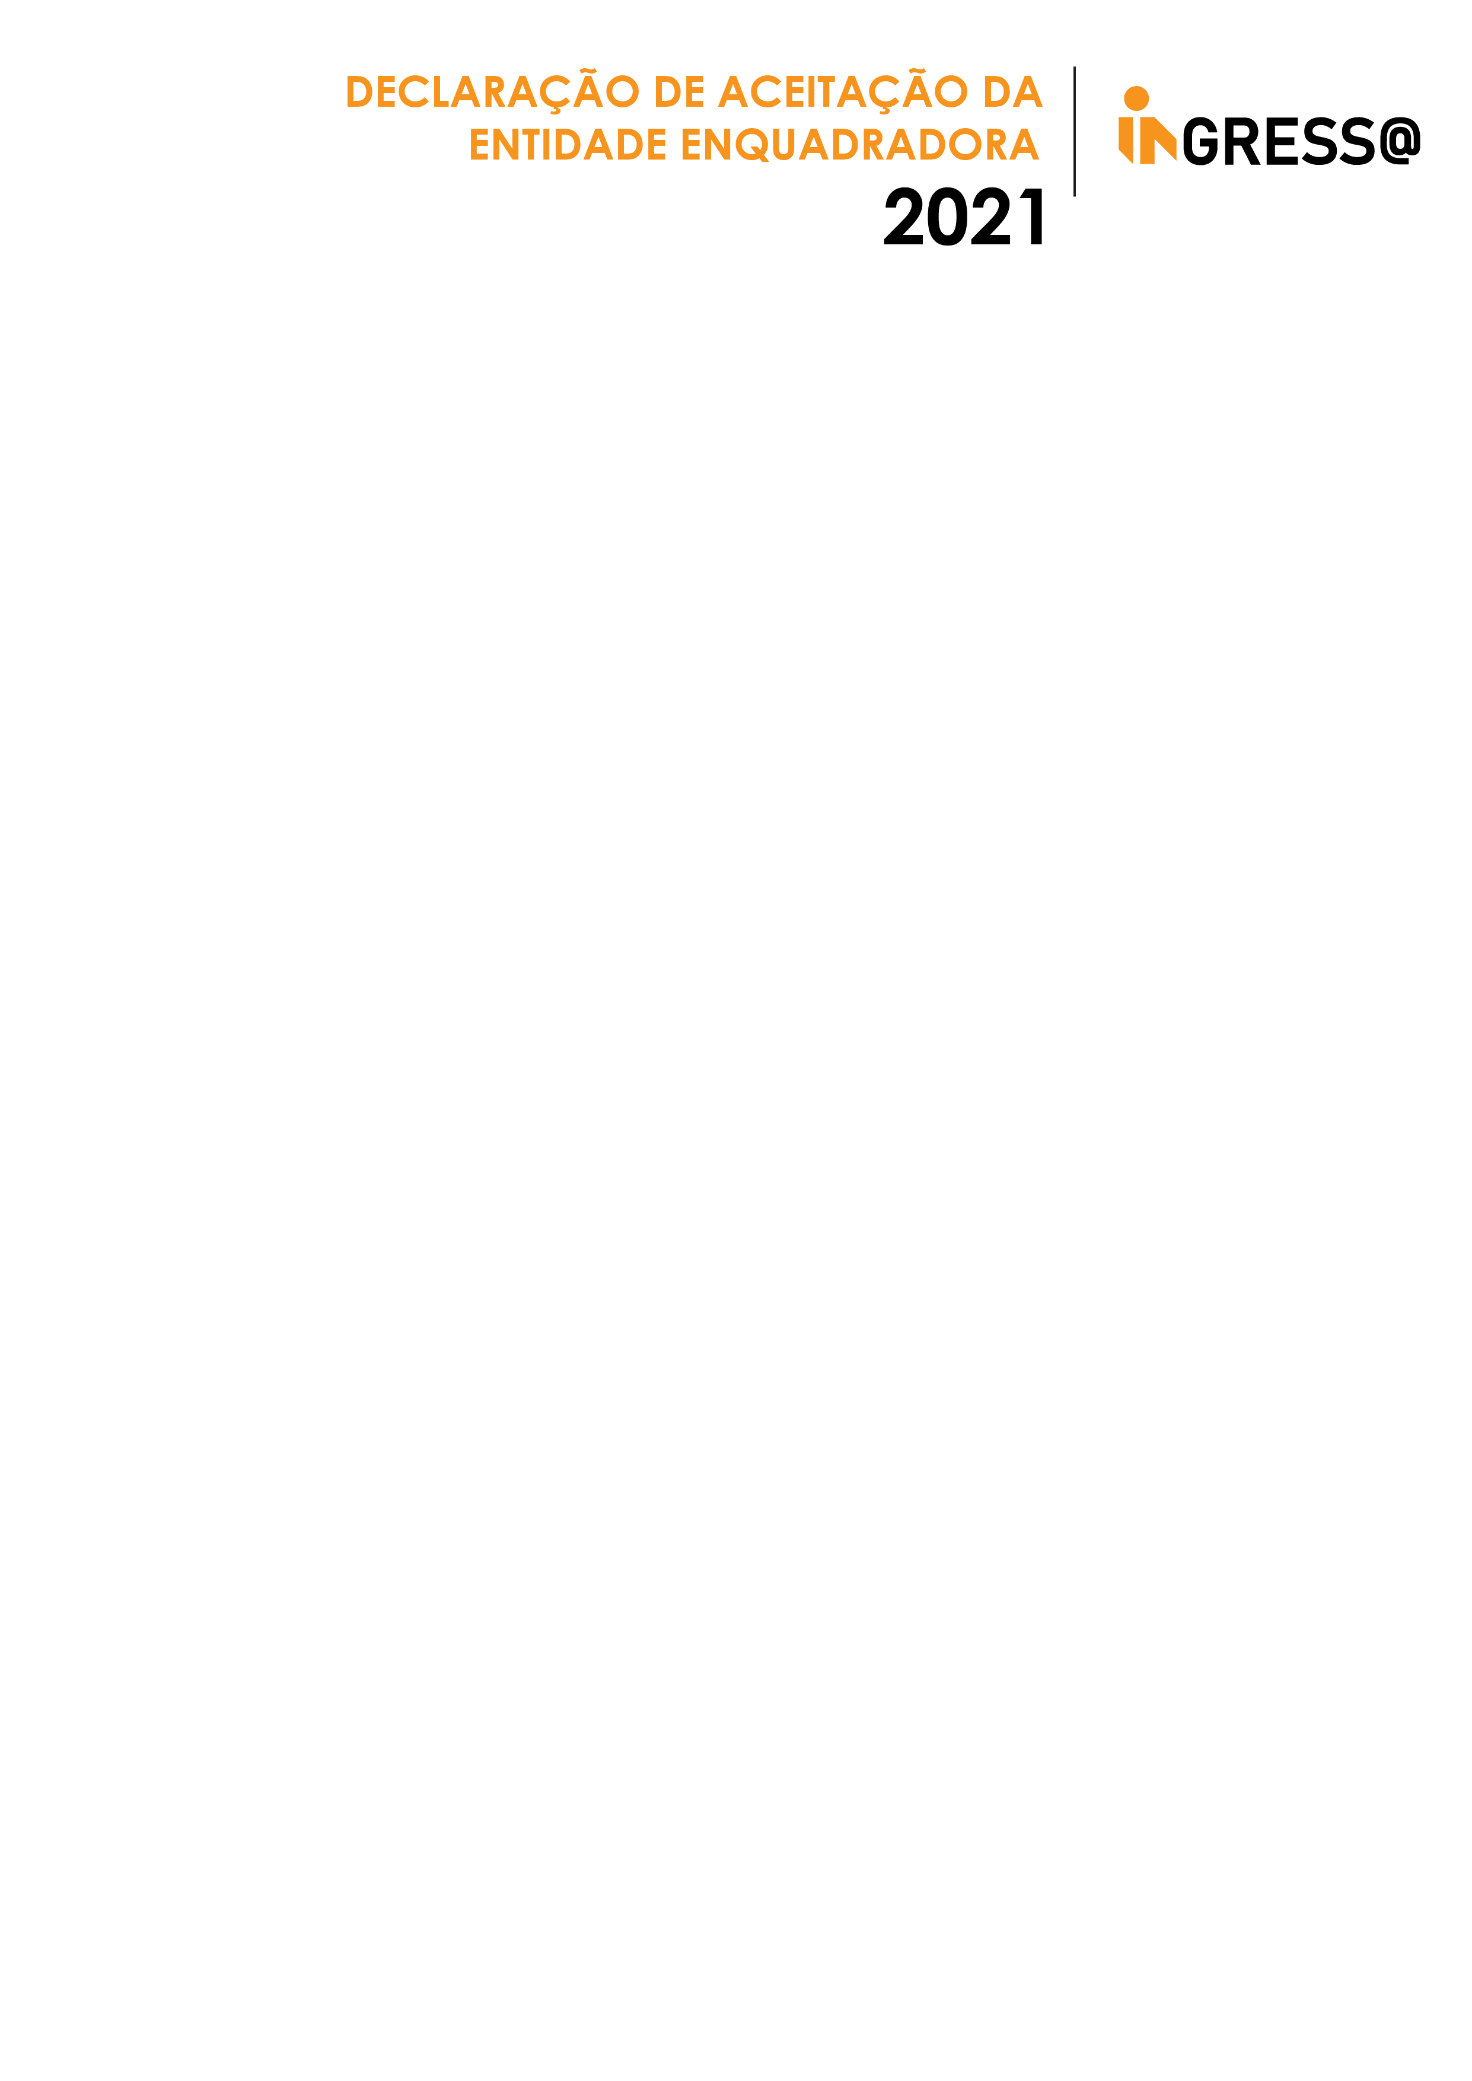 DECLARAÇÃO DE ACEITAÇÃO DA
ENTIDADE ENQUADRADORA
2021
INGRESS@